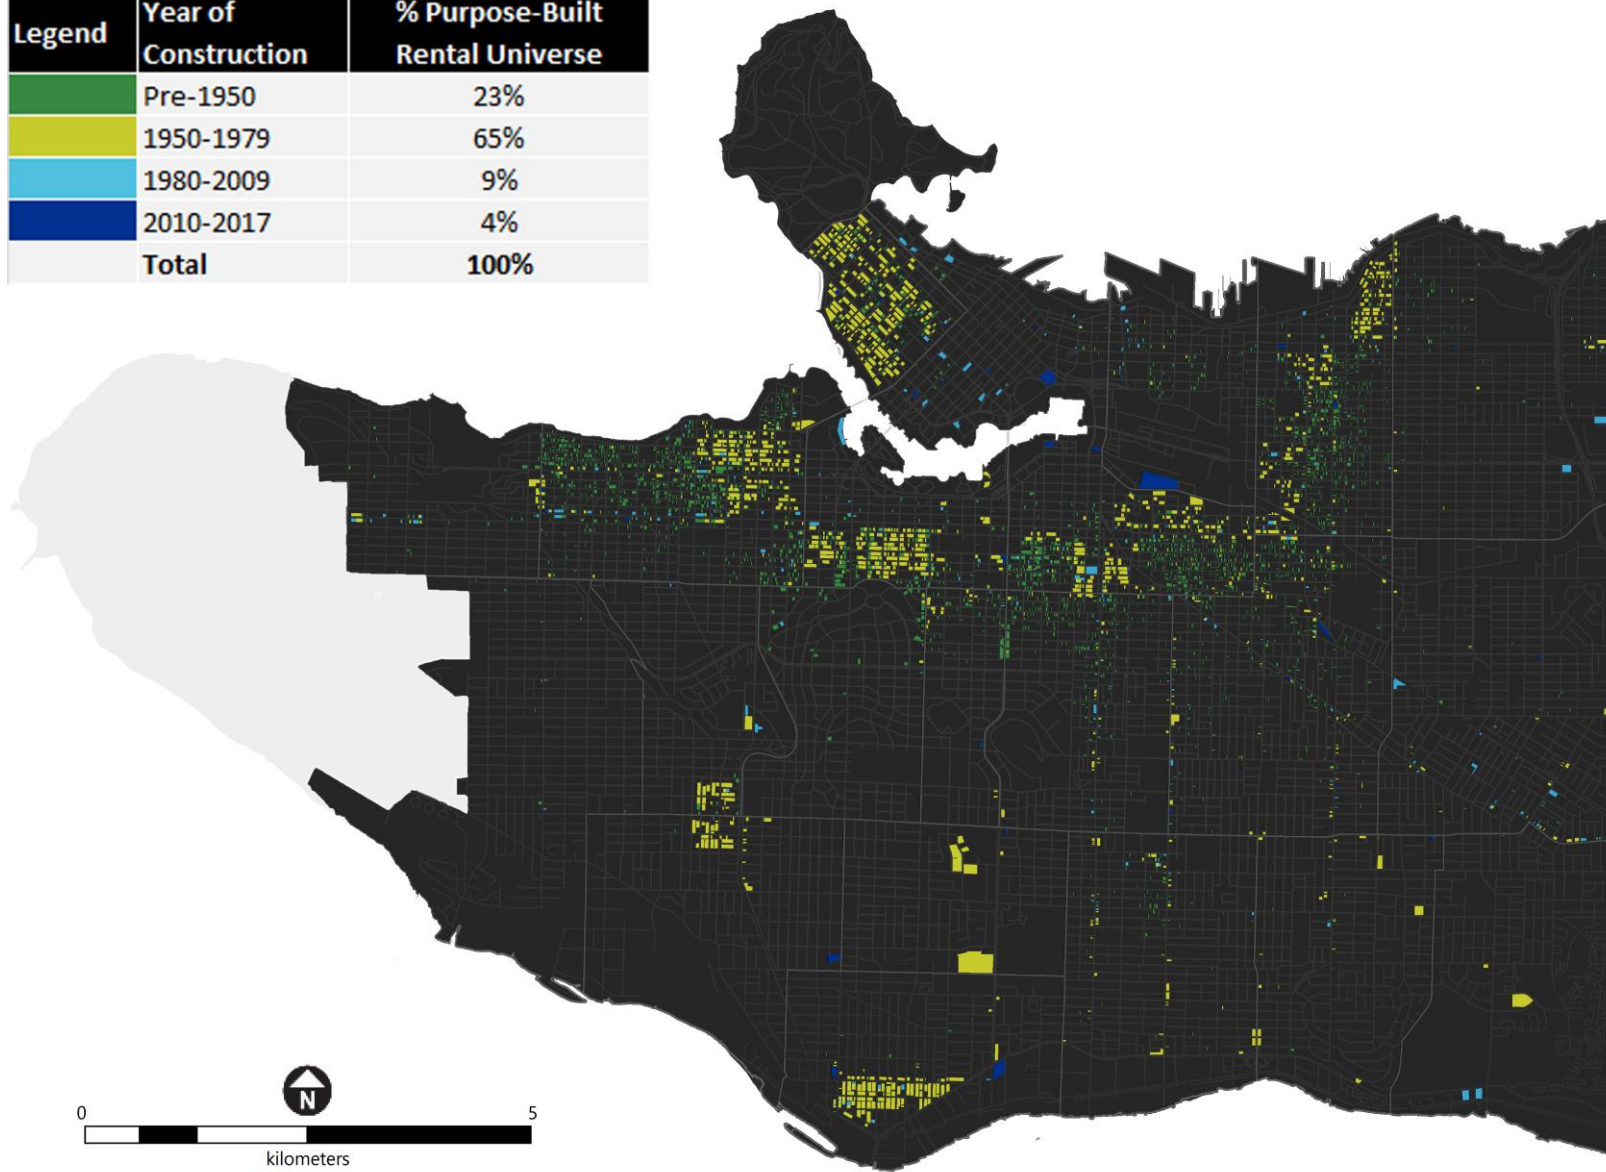 Legend Year of Construction % Purpose-Built Rental Universe
Pre-1950 23%
1950-1979 65%
1980-2009 9%
2010-2017 4%
Total 100%
N
0 5
kilometers